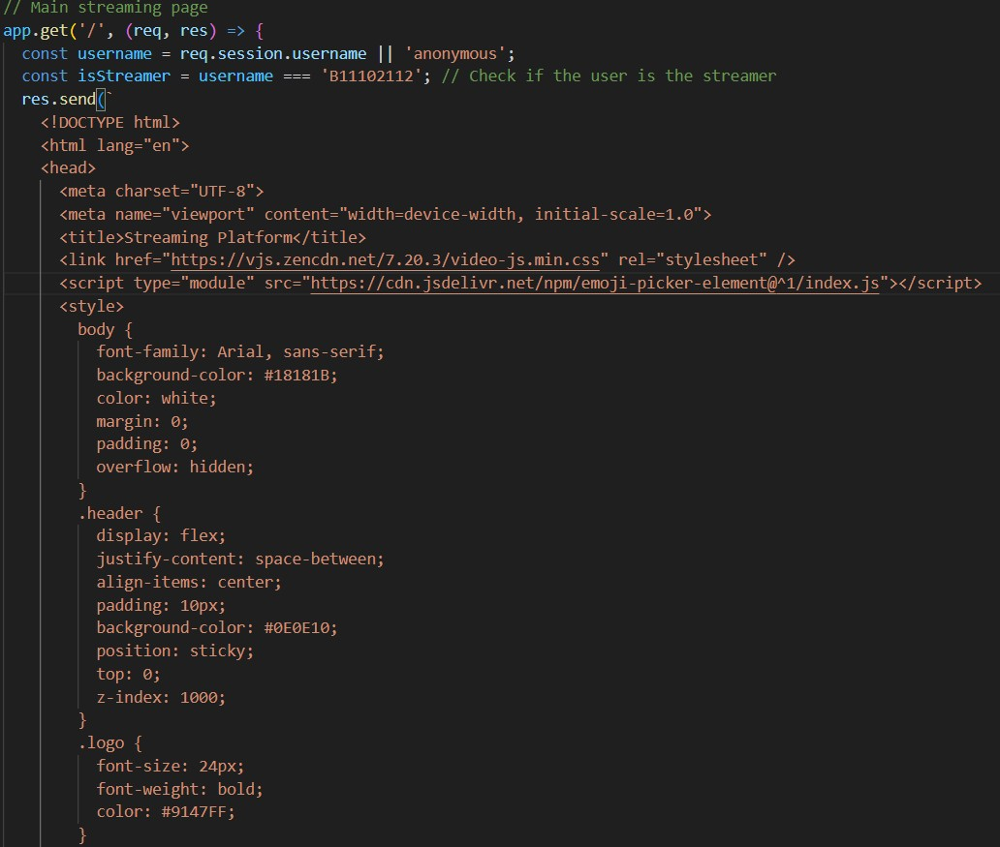 // Main streaming page
app.get('/', (req, res) => {
  const username = req.session.username || 'anonymous';
  const isStreamer = username === 'B11102112'; // Check if the user is the streamer
  res.send(`
    <!DOCTYPE html>
    <html lang="en">
    <head>
      <meta charset="UTF-8">
      <meta name="viewport" content="width=device-width, initial-scale=1.0">
      <title>Streaming Platform</title>
      <link href="https://vjs.zencdn.net/7.20.3/video-js.min.css" rel="stylesheet" />
      <script type="module" src="https://cdn.jsdelivr.net/npm/emoji-picker-element@^1/index.js"></script>
      <style>
        body {
          font-family: Arial, sans-serif;
          background-color: #18181B;
          color: white;
          margin: 0;
          padding: 0;
          overflow: hidden;
        }
        .header {
          display: flex;
          justify-content: space-between;
          align-items: center;
          padding: 10px;
          background-color: #0E0E10;
          position: sticky;
          top: 0;
          z-index: 1000;
        }
        .logo {
          font-size: 24px;
          font-weight: bold;
          color: #9147FF;
        }